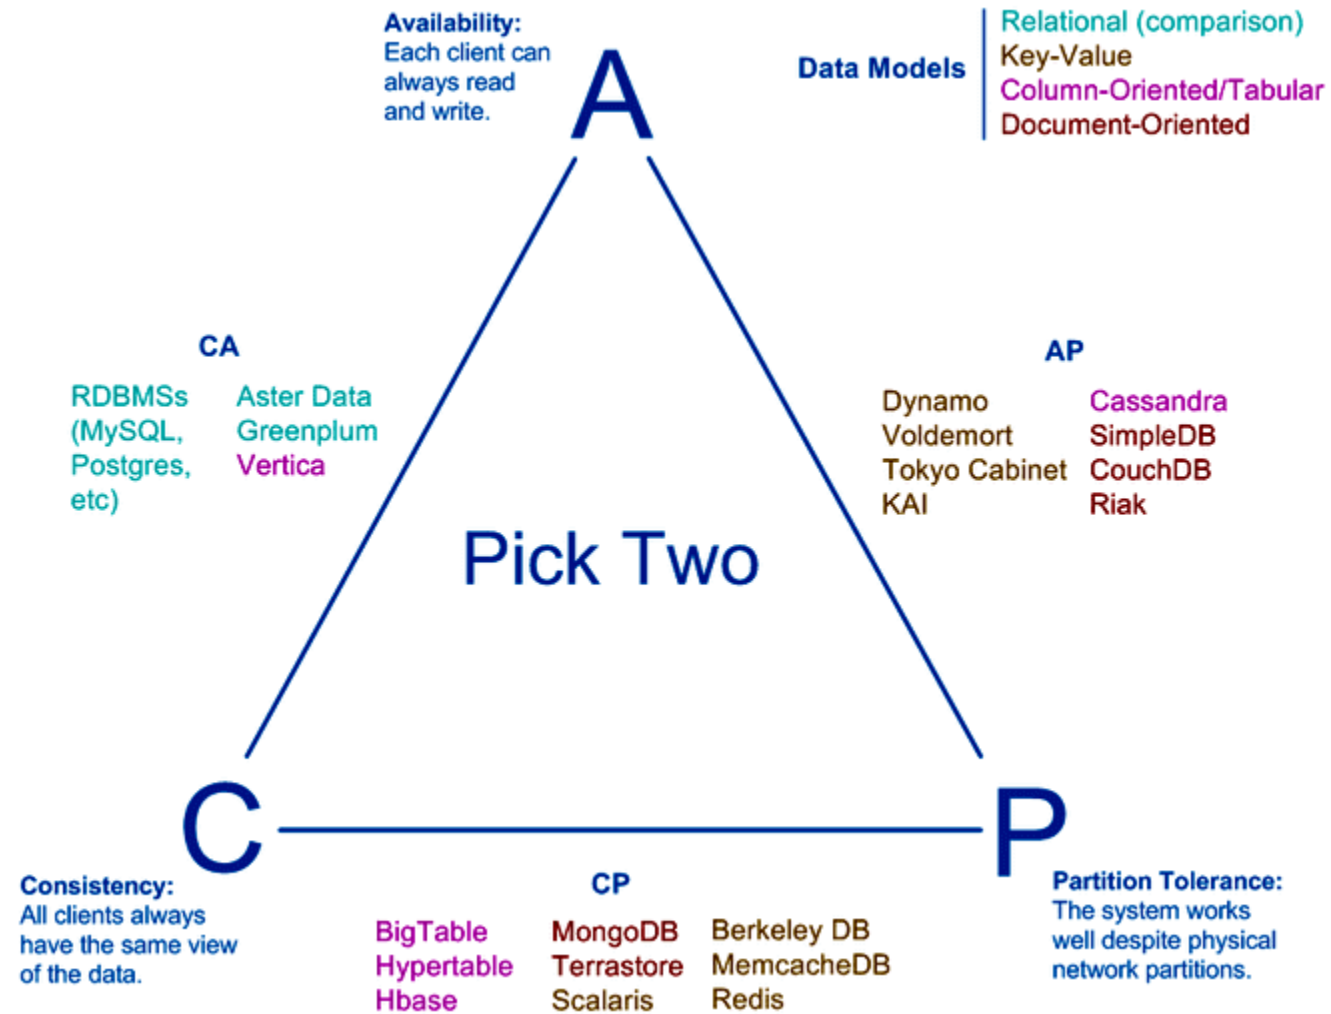 Availability:
Each client can
always read
and write.
A
Data Models
Relational (comparison)
Key-Value
Column-Oriented/Tabular
Document-Oriented
CA
RDBMSs
(MySQL,
Postgres,
etc)
Aster Data
Greenplum
Vertica
AP
Dynamo
Voldemort
Tokyo Cabinet
KAI
Cassandra
SimpleDB
CouchDB
Riak
Pick Two
C
Consistency:
All clients always
have the same view
of the data.
P
Partition Tolerance:
The system works
well despite physical
network partitions.
CP
BigTable
Hypertable
Hbase
MongoDB
Terrastore
Scalaris
Berkeley DB
MemcacheDB
Redis